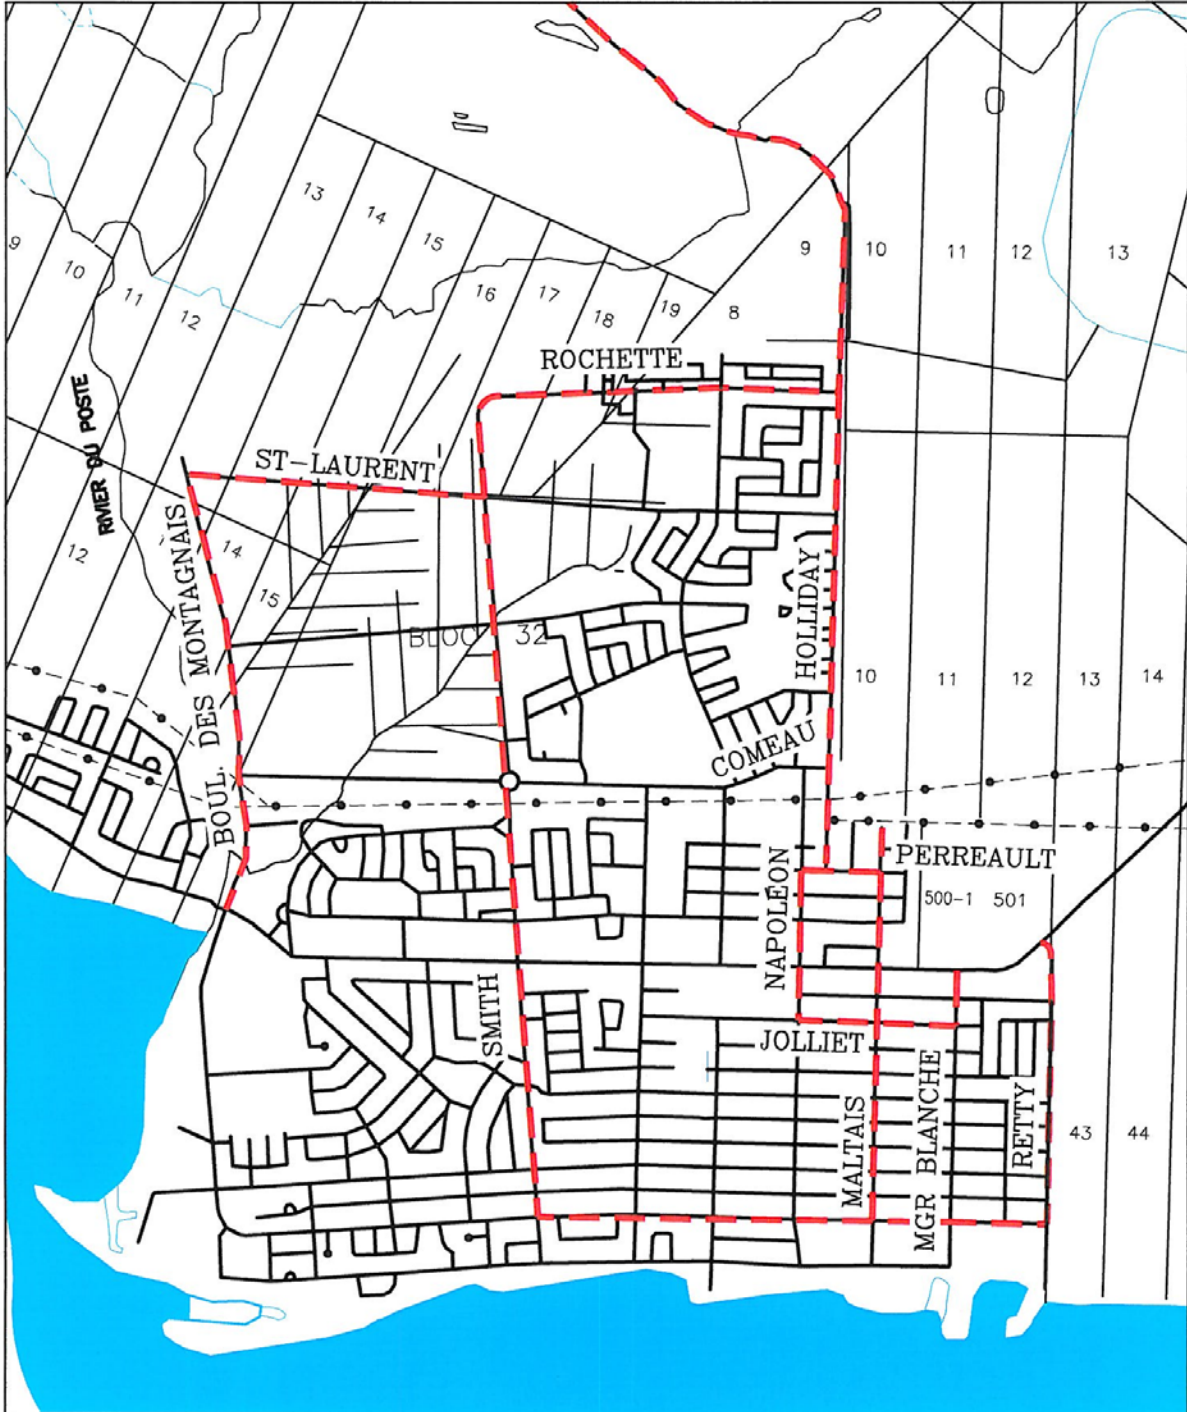 13
14
15
9
10
11
12
16
17
18
19
8
9
10
11
12
13
ROCHETTE
RIVIER DU POSTE
ST-LAURENT
12
14
15
BOUL. DES MONTAGNAIS
BLOC 32
HOLLIDAY
10
11
12
13
14
COMEAU
PERREAULT
500-1 501
NAPOLÉON
SMITH
JOLLIET
MALTAIS
MGR BLANCHE
RETTY
43
44